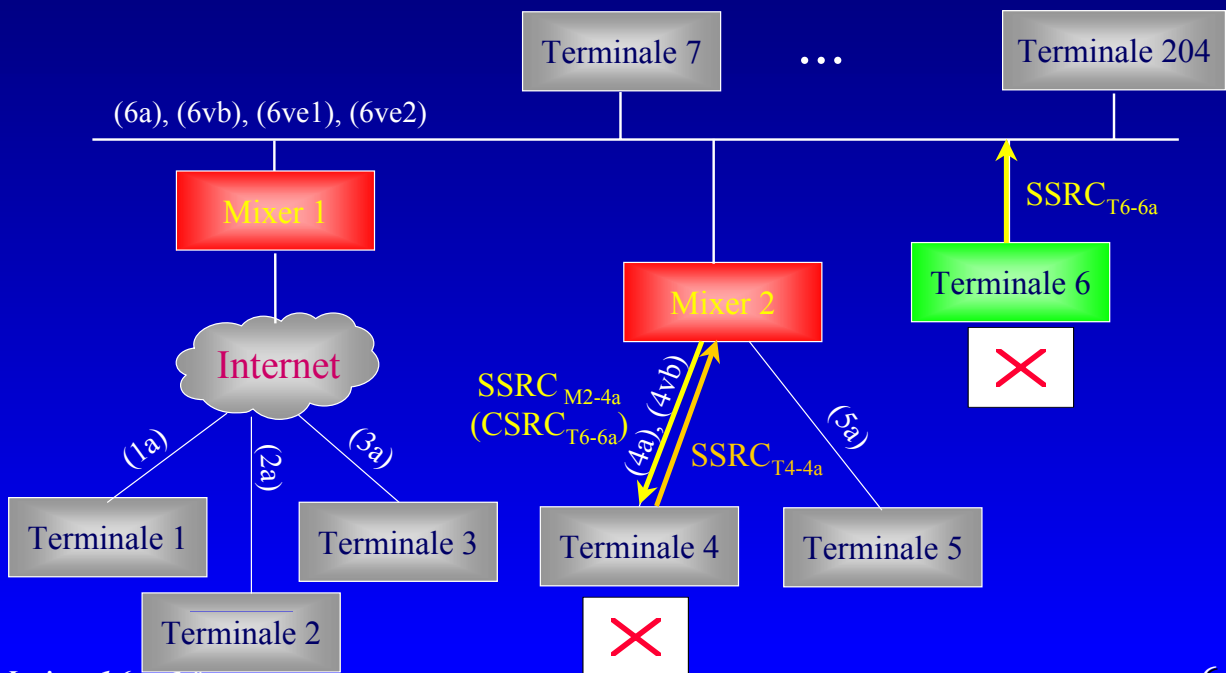 Terminale 7
...
Terminale 204
(6a), (6vb), (6ve1), (6ve2)
Mixer 1
SSRC T6-6a
Terminale 6
Mixer 2
Internet
SSRC M2-4a
(CSRC T6-6a)
(4a), (4vb)
SSRC T4-4a
(5a)
(1a)
(2a)
(3a)
Terminale 1
Terminale 3
Terminale 4
Terminale 5
Terminale 2
6